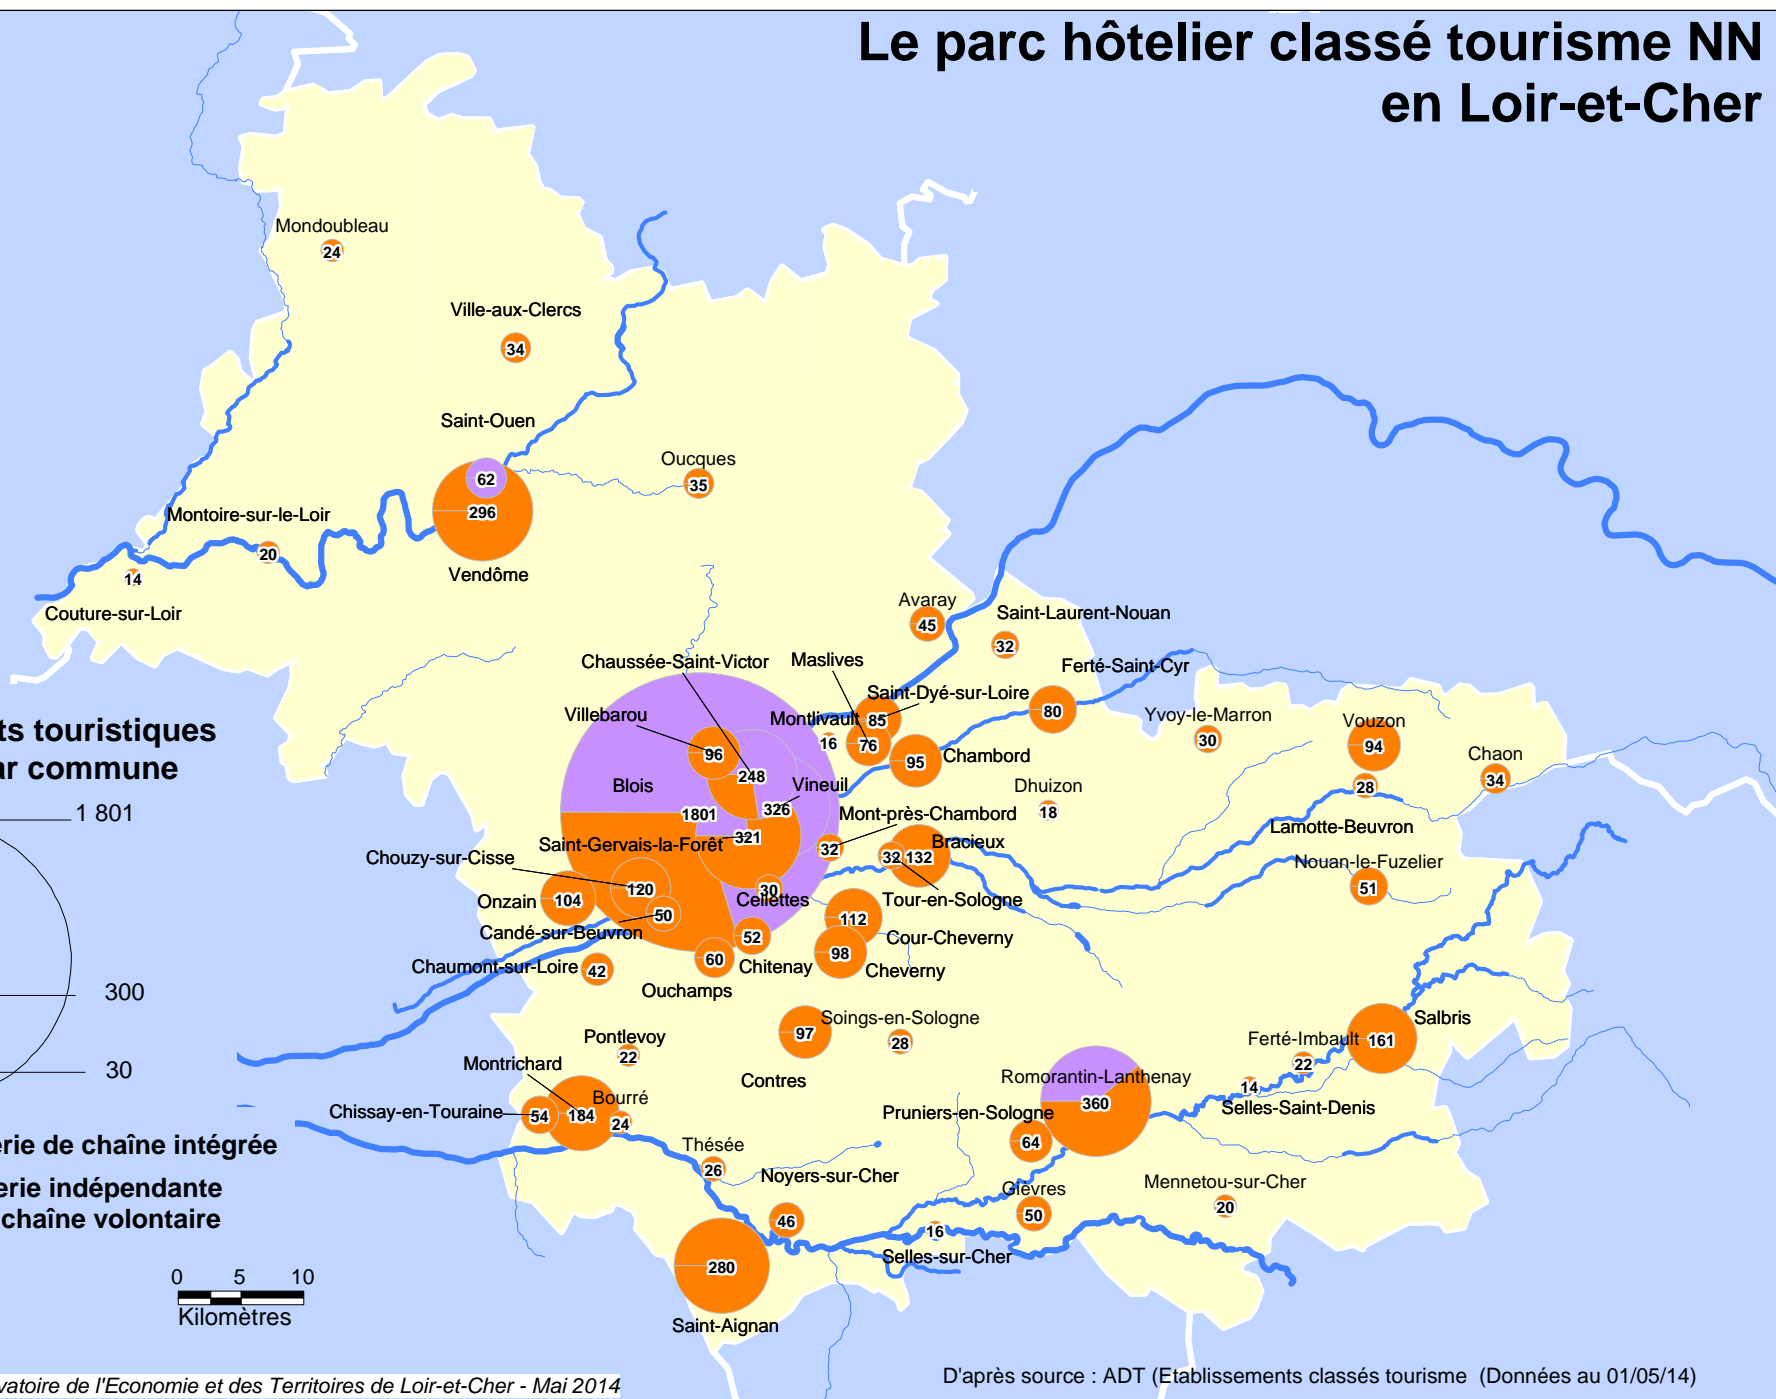 Le parc hôtelier classé tourisme NN
en Loir-et-Cher
Mondoubleau
24
Ville-aux-Clercs
34
Saint-Ouen
62
296
Vendôme
Oucques
35
Montoire-sur-le-Loir
20
14
Couture-sur-Loir
Avaray
45
Saint-Laurent-Nouan
32
Chaussée-Saint-Victor
Maslives
Ferté-Saint-Cyr
80
Saint-Dyé-sur-Loire
85
Villebarou
96
Montlivault
16
76
95
Chambord
Yvoy-le-Marron
30
Vouzon
94
Chaon
34
28
Lamotte-Beuvron
248
Blois
1801
Vineuil
326
Dhuizon
18
Mont-près-Chambord
32
Saint-Gervais-la-Forêt
321
Bracieux
32
132
Chouzy-sur-Cisse
120
Nouan-le-Fuzelier
51
Onzain
104
30
Cellettes
50
Candé-sur-Beuvron
Tour-en-Sologne
112
Cour-Cheverny
52
Chitenay
98
Cheverny
60
Ouchamps
Chaumont-sur-Loire
42
Pontlevoy
22
97
Contres
Soings-en-Sologne
28
Salbris
161
Ferté-Imbault
22
14
Selles-Saint-Denis
Montrichard
184
Bourré
24
Chissay-en-Touraine
54
Romorantin-Lanthenay
360
Pruniers-en-Sologne
64
Thésée
26
Noyers-sur-Cher
46
Gièvres
50
Mennetou-sur-Cher
20
16
Selles-sur-Cher
280
Saint-Aignan
ts touristiques
ar commune
1 801
300
30
erie de chaîne intégrée
erie indépendante
chaîne volontaire
0 5 10
Kilomètres
vatoire de l'Economie et des Territoires de Loir-et-Cher - Mai 2014
D'après source : ADT (Etablissements classés tourisme (Données au 01/05/14)